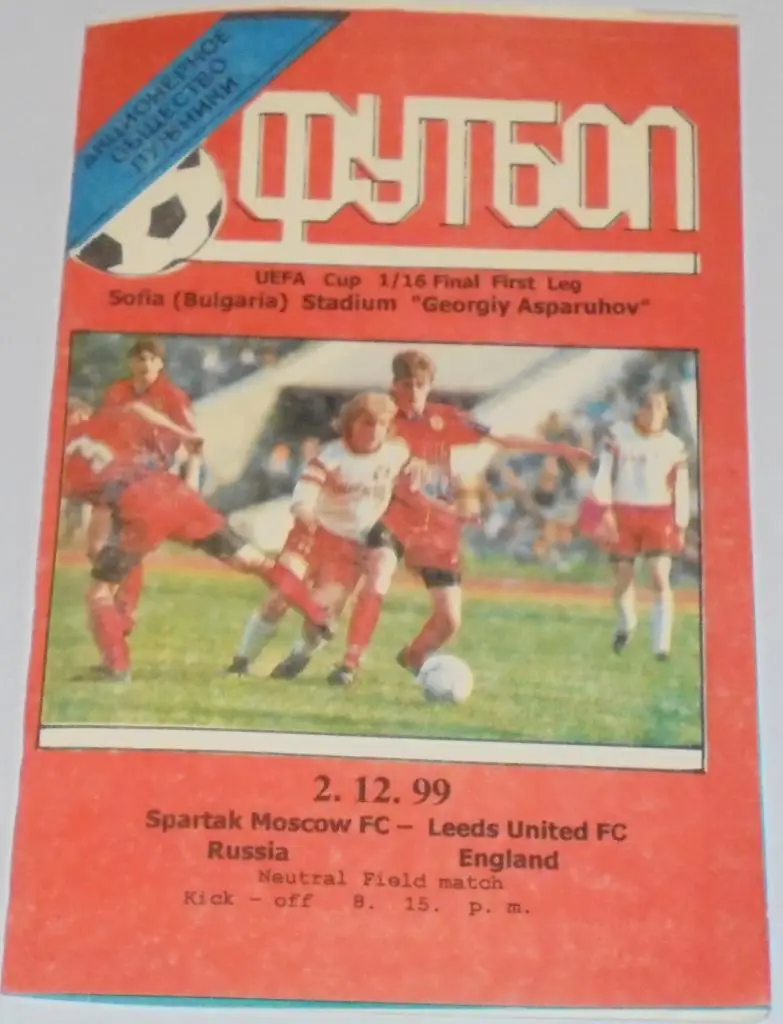 АКЦИОНЕРНОЕ
ОБЩЕСТВО
ЛУЖНИКИ
ФУТБОЛ
UEFA Cup 1/16 Final First Leg
Sofia (Bulgaria) Stadium "Georgiy Asparuhov"
3
2. 12. 99
Spartak Moscow FC – Leeds United FC
Russia England
Neutral Field match
Kick - off 8. 15. p. m.